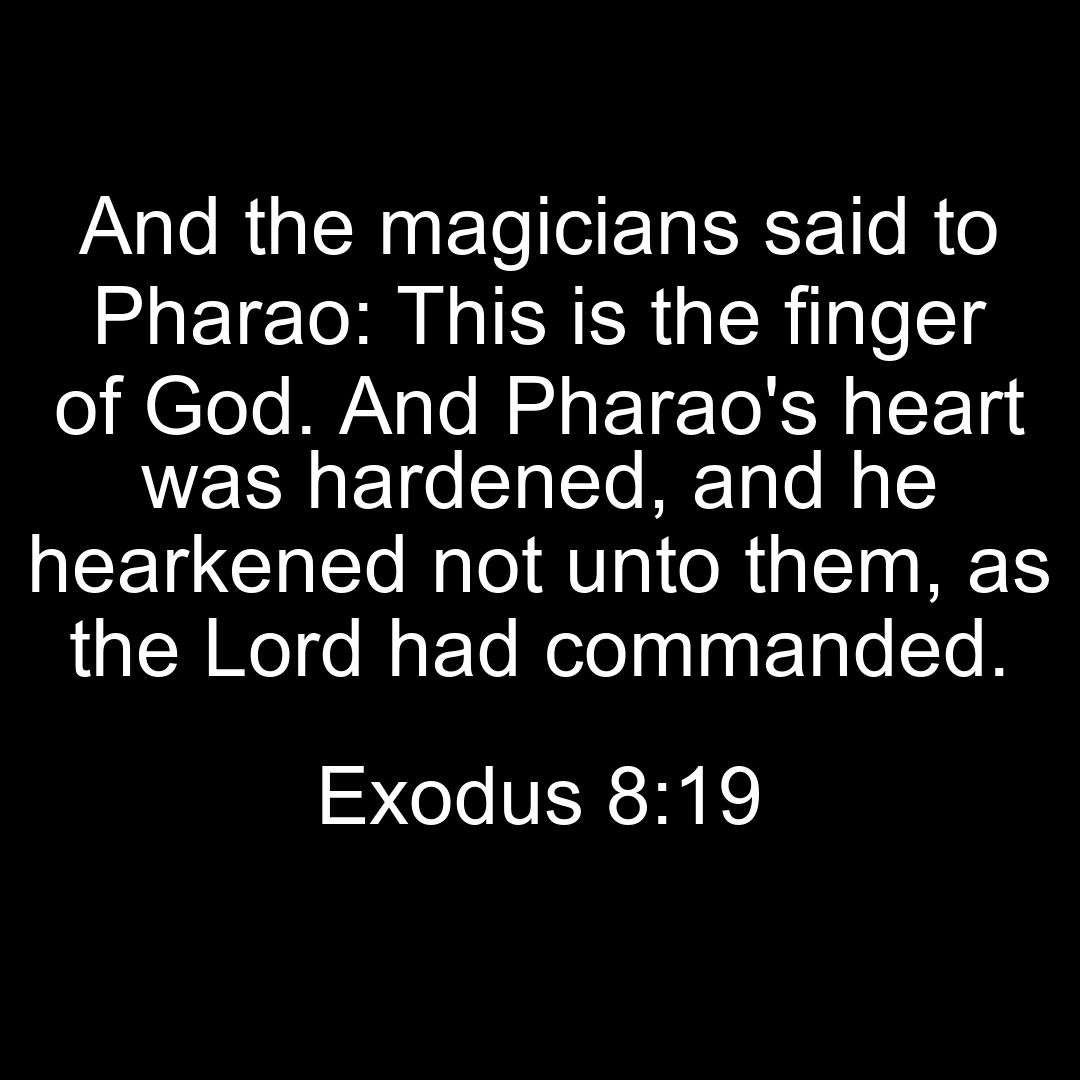 And the magicians said to
Pharao: This is the finger
of God. And Pharao's heart
was hardened, and he
hearkened not unto them, as
the Lord had commanded.
Exodus 8:19